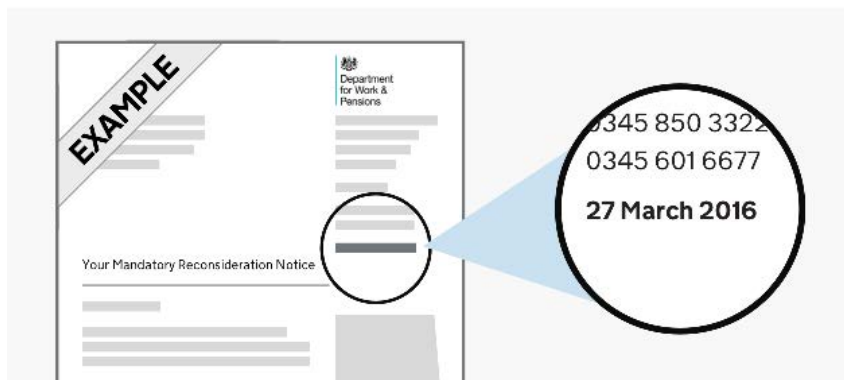 EXAMPLE
Department
for Work &
Pensions
Your Mandatory Reconsideration Notice
0345 850 3322
0345 601 6677
27 March 2016